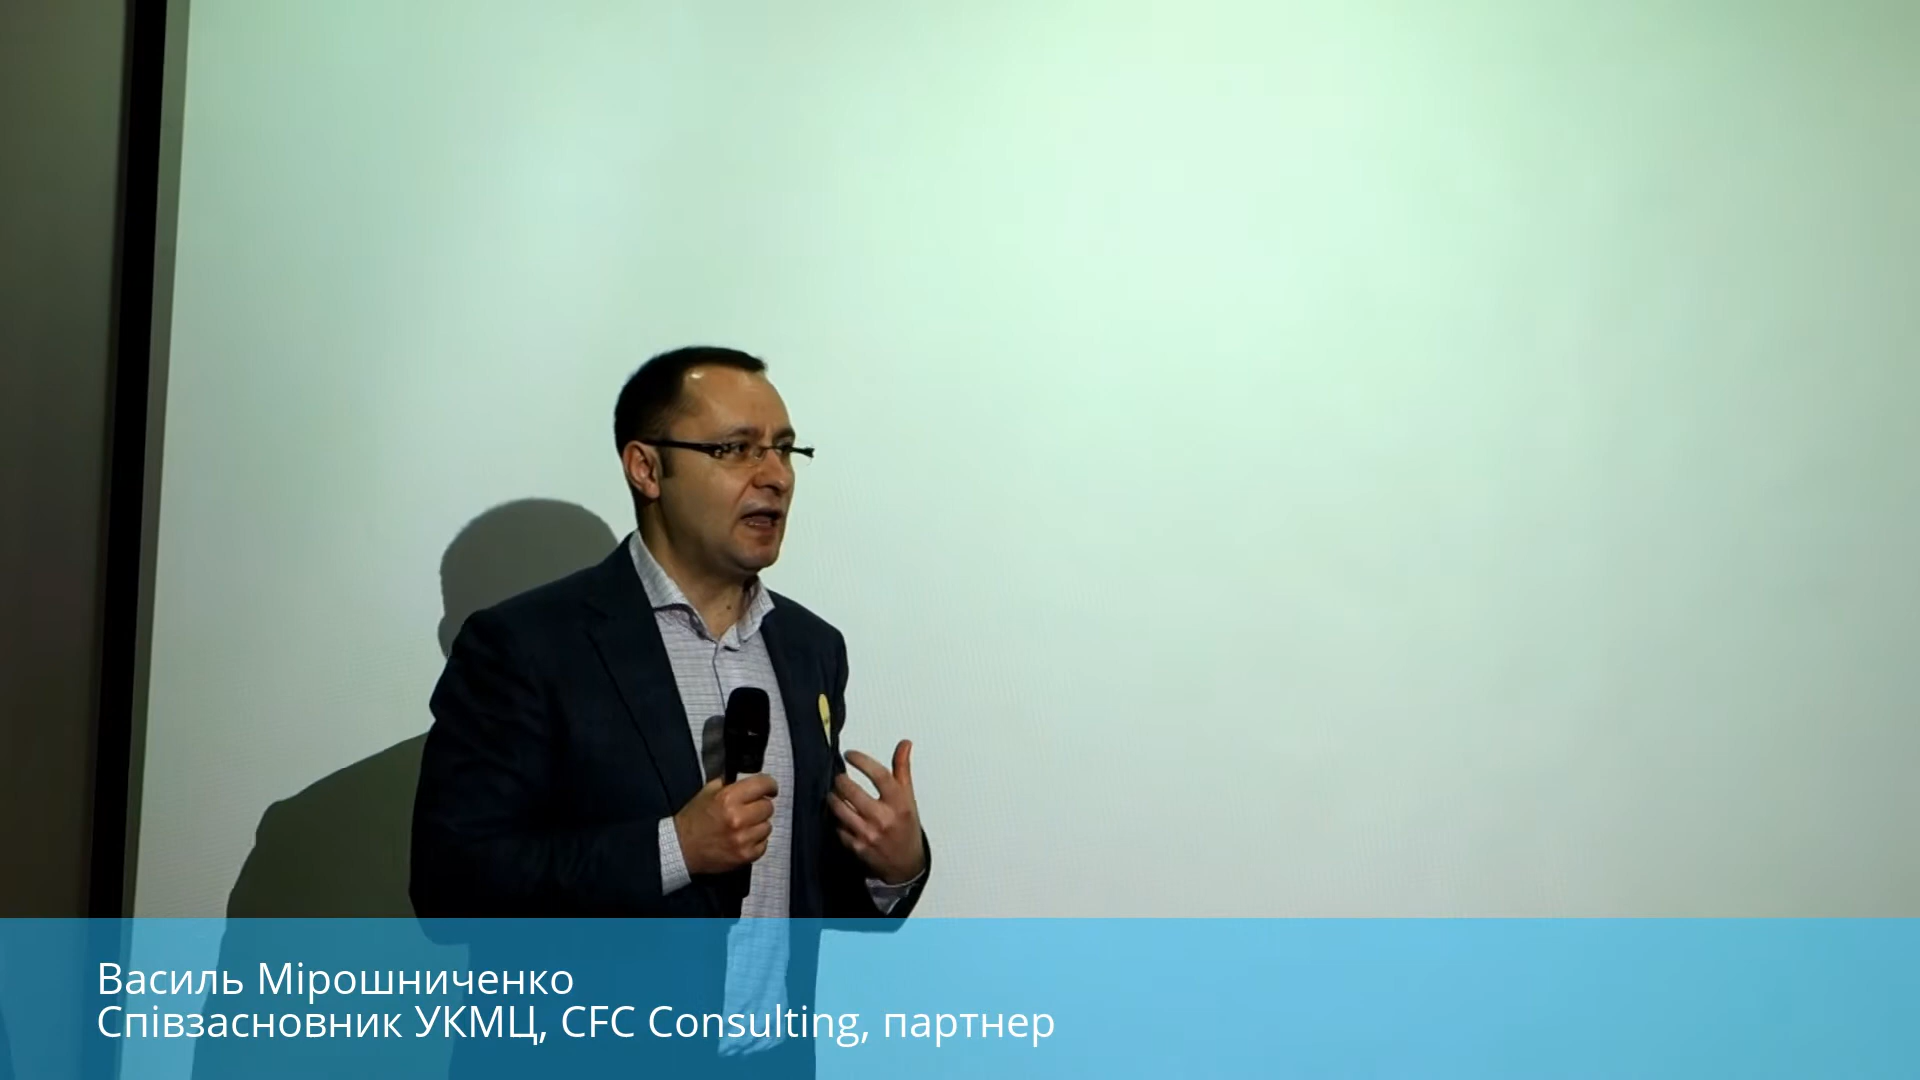 Василь Мірошниченко
Співзасновник УКМЦ, CFC Consulting, партнер